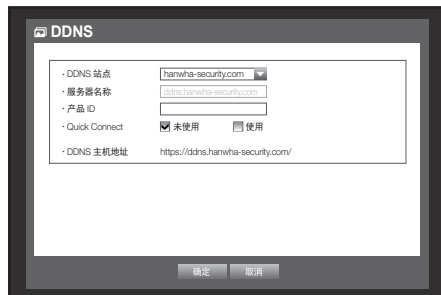 DDNS
· DDNS 站点 hanwha-security.com
· 服务器名称 ddns.hanwha-security.com
· 产品 ID
· Quick Connect 未使用 使用
· DDNS 主机地址 https://ddns.hanwha-security.com/
确定 取消